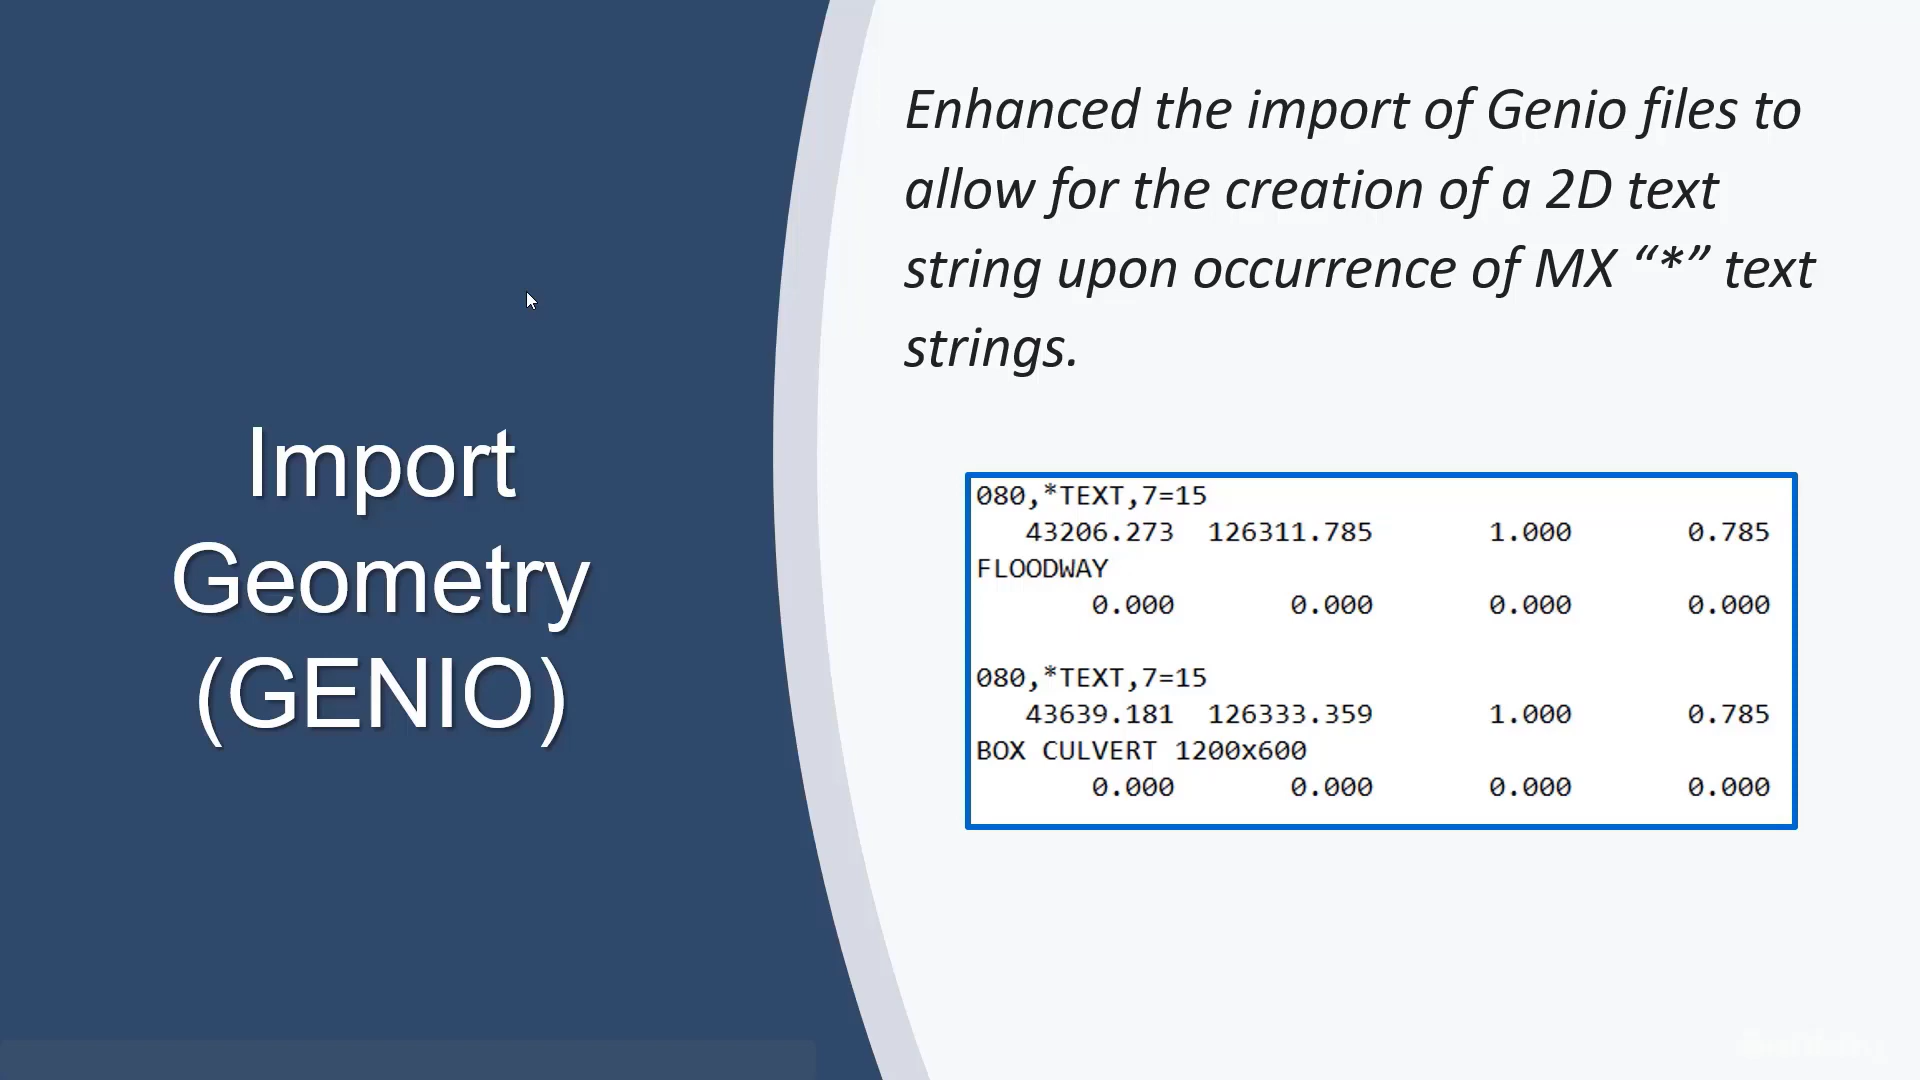 Import
Geometry
(GENIO)
Enhanced the import of Genio files to
allow for the creation of a 2D text
string upon occurrence of MX “*” text
strings.
080,*TEXT,7=15
43206.273 126311.785 1.000 0.785
FLOODWAY
0.000 0.000 0.000 0.000
080,*TEXT,7=15
43639.181 126333.359 1.000 0.785
BOX CULVERT 1200x600
0.000 0.000 0.000 0.000